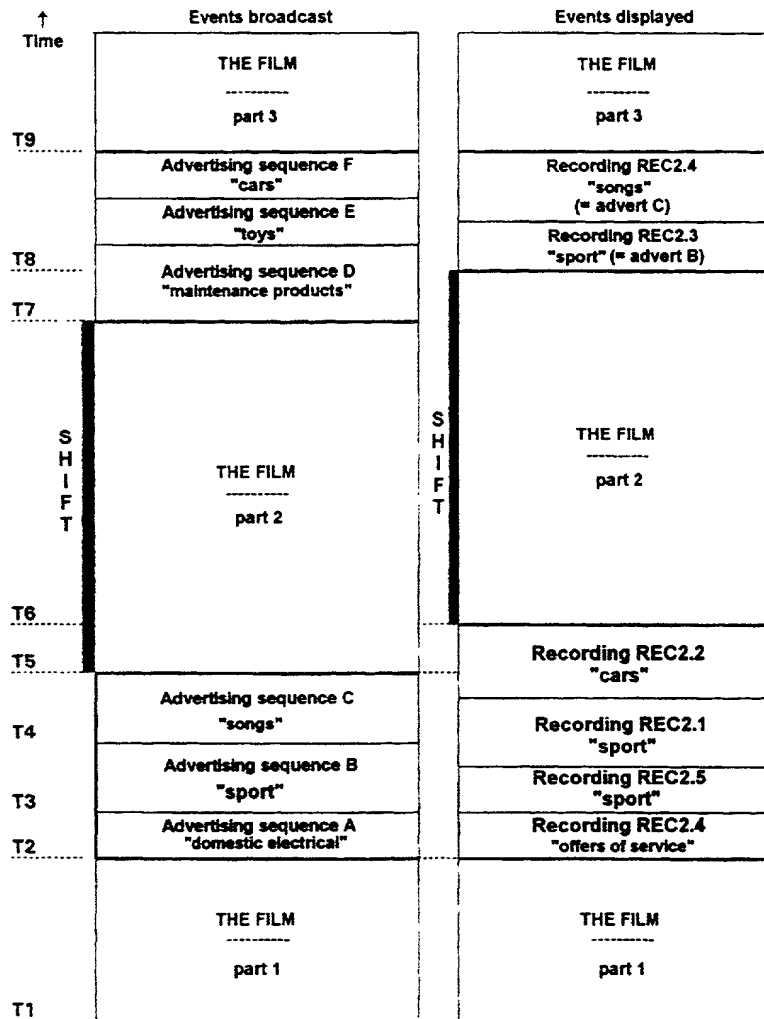 ↑
Time
Events broadcast
Events displayed
THE FILM
----------
part 3
THE FILM
----------
part 3
T9
Advertising sequence F
"cars"
Recording REC2.4
"songs"
(= advert C)
Advertising sequence E
"toys"
Recording REC2.3
"sport" (= advert B)
T8
Advertising sequence D
"maintenance products"
T7
SHIFT
THE FILM
----------
part 2
SHIFT
THE FILM
----------
part 2
T6
Recording REC2.2
"cars"
T5
Advertising sequence C
"songs"
Recording REC2.1
"sport"
T4
Advertising sequence B
"sport"
Recording REC2.5
"sport"
T3
Advertising sequence A
"domestic electrical"
Recording REC2.4
"offers of service"
T2
THE FILM
----------
part 1
THE FILM
----------
part 1
T1